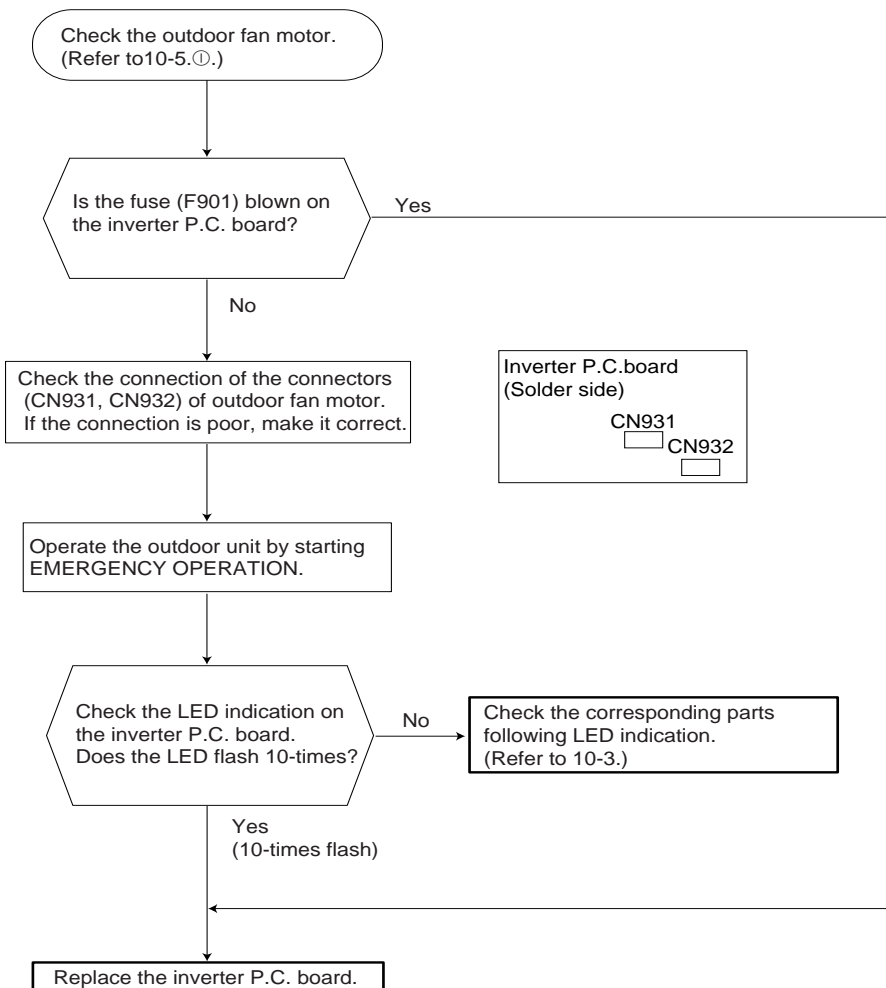 Check the outdoor fan motor.
(Refer to10-5.Ⓘ.)
Is the fuse (F901) blown on
the inverter P.C. board?
Yes
No
Check the connection of the connectors
(CN931, CN932) of outdoor fan motor.
If the connection is poor, make it correct.
Inverter P.C.board
(Solder side)
CN931
CN932
Operate the outdoor unit by starting
EMERGENCY OPERATION.
Check the LED indication on
the inverter P.C. board.
Does the LED flash 10-times?
No
Check the corresponding parts
following LED indication.
(Refer to 10-3.)
Yes
(10-times flash)
Replace the inverter P.C. board.